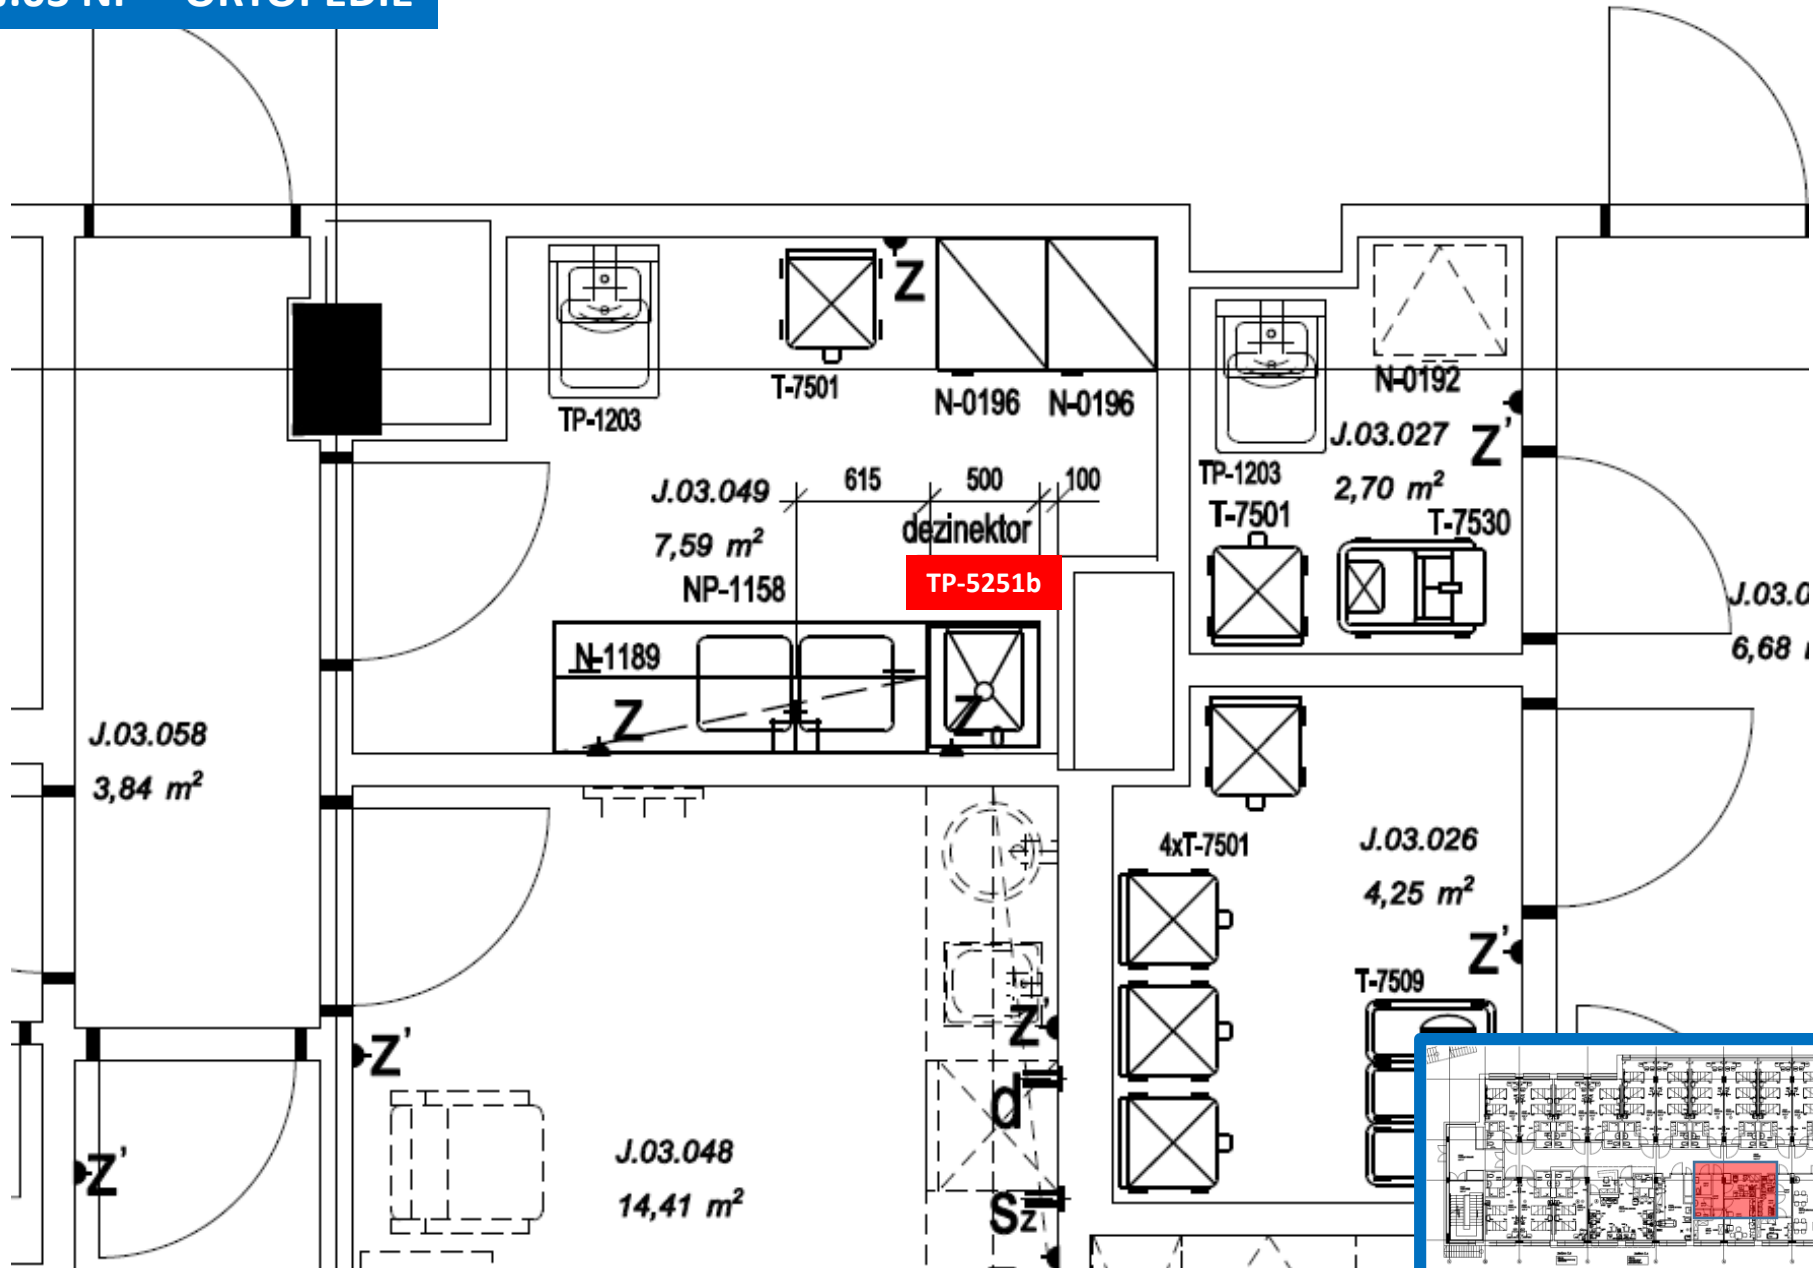 ORTOPEDIE
T-7501
Z
TP-1203
N-0196 N-0196
N-0192
J.03.027
2,70 m²
Z'
TP-1203
T-7501
T-7530
J.03.049
7,59 m²
615 500 100
dezinektor
NP-1158
TP-5251b
N-1189
Z
Z₀
6,68
J.03.058
3,84 m²
4xT-7501
J.03.026
4,25 m²
Z'
T-7509
Z'
Z'
d
Z'
J.03.048
14,41 m²
Sz